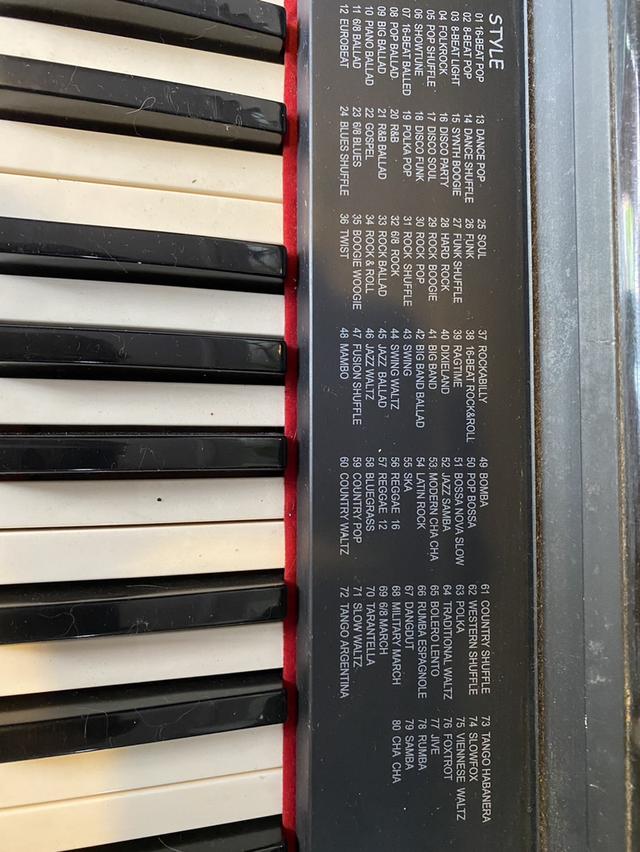 STYLE
01 16-BEAT POP
02 8-BEAT POP
03 8-BEAT LIGHT
04 FOLKROCK
05 POP SHUFFLE
06 SHOWTUNE
07 16-BEAT BALLED
08 POP BALLAD
09 BIG BALLAD
10 PIANO BALLAD
11 6/8 BALLAD
12 EUROBEAT
13 DANCE POP
14 DANCE SHUFFLE
15 SYNTH BOOGIE
16 DISCO PARTY
17 DISCO SOUL
18 DISCO FUNK
19 POLKA POP
20 R&B
21 R&B BALLAD
22 GOSPEL
23 6/8 BLUES
24 BLUES SHUFFLE
25 SOUL
26 FUNK
27 FUNK SHUFFLE
28 HARD ROCK
29 ROCK BOOGIE
30 ROCK POP
31 ROCK SHUFFLE
32 6/8 ROCK
33 ROCK BALLAD
34 ROCK & ROLL
35 BOOGIE WOOGIE
36 TWIST
37 ROCKABILLY
38 16-BEAT ROCK&ROLL
39 RAGTIME
40 DIXIELAND
41 BIG BAND
42 BIG BAND BALLAD
43 SWING
44 SWING WALTZ
45 JAZZ BALLAD
46 JAZZ WALTZ
47 FUSION SHUFFLE
48 MAMBO
49 BOMBA
50 POP BOSSA
51 BOSSA NOVA SLOW
52 JAZZ SAMBA
53 MODERN CHA CHA
54 LATIN ROCK
55 SKA
56 REGGAE 16
57 REGGAE 12
58 BLUEGRASS
59 COUNTRY POP
60 COUNTRY WALTZ
61 COUNTRY SHUFFLE
62 WESTERN SHUFFLE
63 POLKA
64 TRADITIONAL WALTZ
65 BOLERO LENTO
66 RUMBA ESPAGNOLE
67 DANGDUT
68 MILITARY MARCH
69 6/8 MARCH
70 TARANTELLA
71 SLOW WALTZ
72 TANGO ARGENTINA
73 TANGO HABANERA
74 SLOWFOX
75 VIEHNESE WALTZ
76 FOXTROT
77 JIVE
78 RUMBA
79 SAMBA
80 CHA CHA